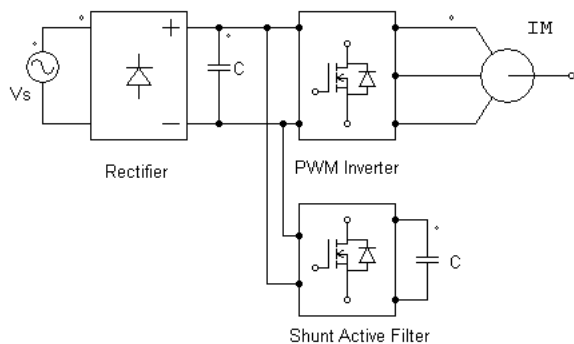 IM
+
C
Vs
−
Rectifier
PWM Inverter
C
Shunt Active Filter